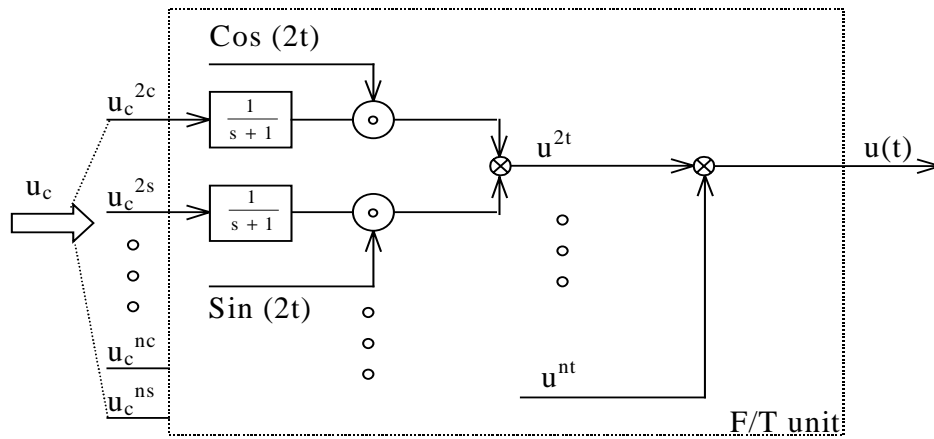 Cos (2t)
u_c^{2c}
1
s + 1
u^{2t}
u(t)
u_c
u_c^{2s}
1
s + 1
Sin (2t)
u_c^{nc}
u^{nt}
u_c^{ns}
F/T unit